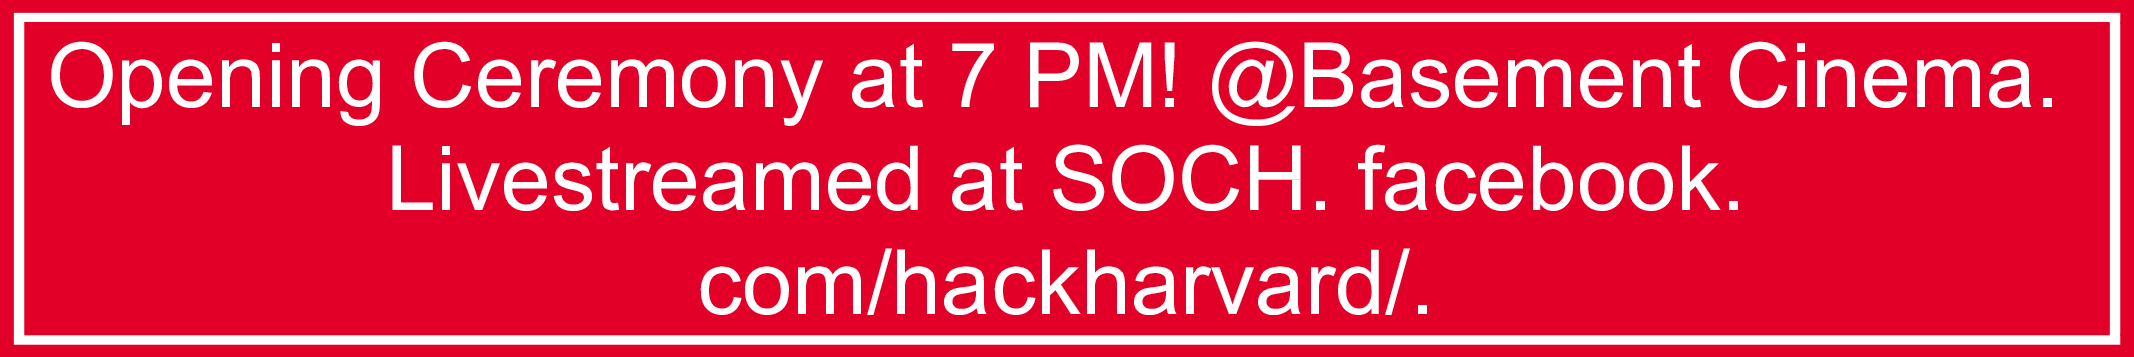 Opening Ceremony at 7 PM! @Basement Cinema.
Livestreamed at SOCH. facebook.
com/hackharvard/.